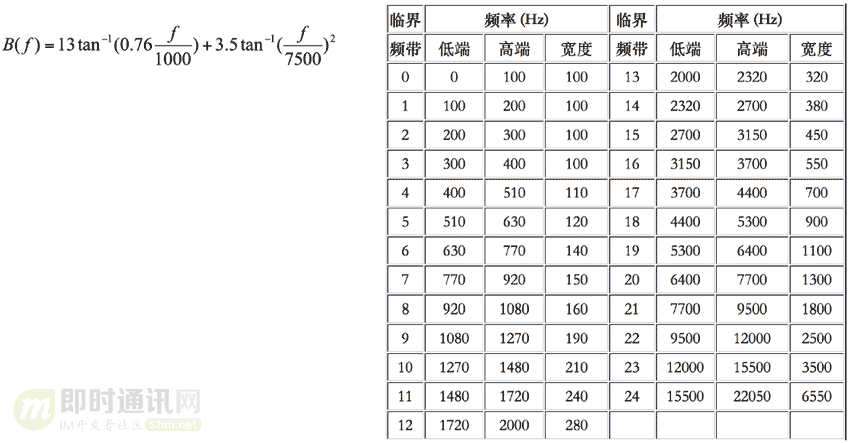 B(f) = 13 tan⁻¹(0.76 f/1000) + 3.5 tan⁻¹(f/7500)²
临界 频率 (Hz) 临界 频率 (Hz)
频带 低端 高端 宽度 频带 低端 高端 宽度
0 0 100 100 13 2000 2320 320
1 100 200 100 14 2320 2700 380
2 200 300 100 15 2700 3150 450
3 300 400 100 16 3150 3700 550
4 400 510 110 17 3700 4400 700
5 510 630 120 18 4400 5300 900
6 630 770 140 19 5300 6400 1100
7 770 920 150 20 6400 7700 1300
8 920 1080 160 21 7700 9500 1800
9 1080 1270 190 22 9500 12000 2500
10 1270 1480 210 23 12000 15500 3500
11 1480 1720 240 24 15500 22050 6550
12 1720 2000 280
m 即时通讯网
IM开发者社区 52im.net